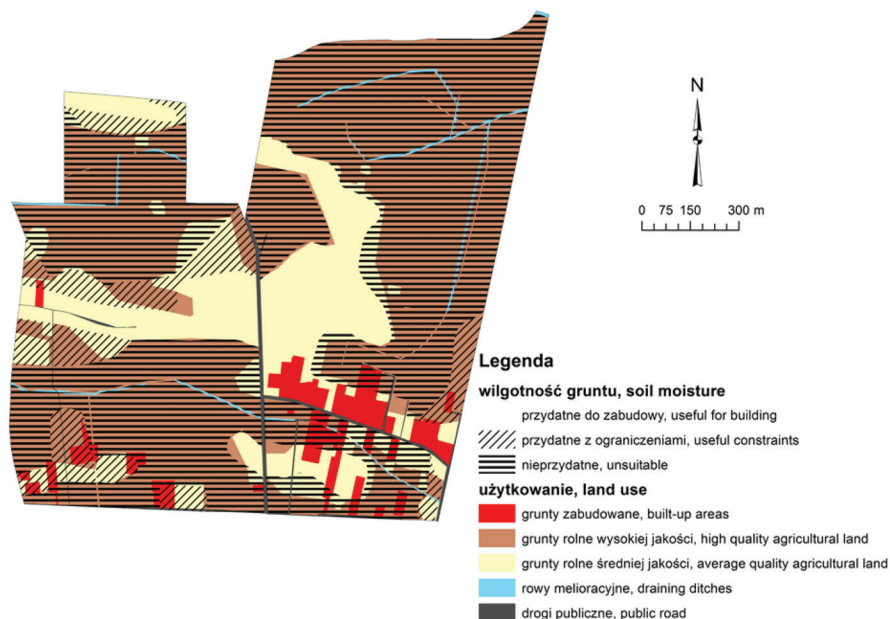 N
0 75 150 300 m
Legenda
wilgotność gruntu, soil moisture
przydatne do zabudowy, useful for building
przydatne z ograniczeniami, useful constraints
nieprzydatne, unsuitable
użytkowanie, land use
grunty zabudowane, built-up areas
grunty rolne wysokiej jakości, high quality agricultural land
grunty rolne średniej jakości, average quality agricultural land
rowy melioracyjne, draining ditches
drogi publiczne, public road